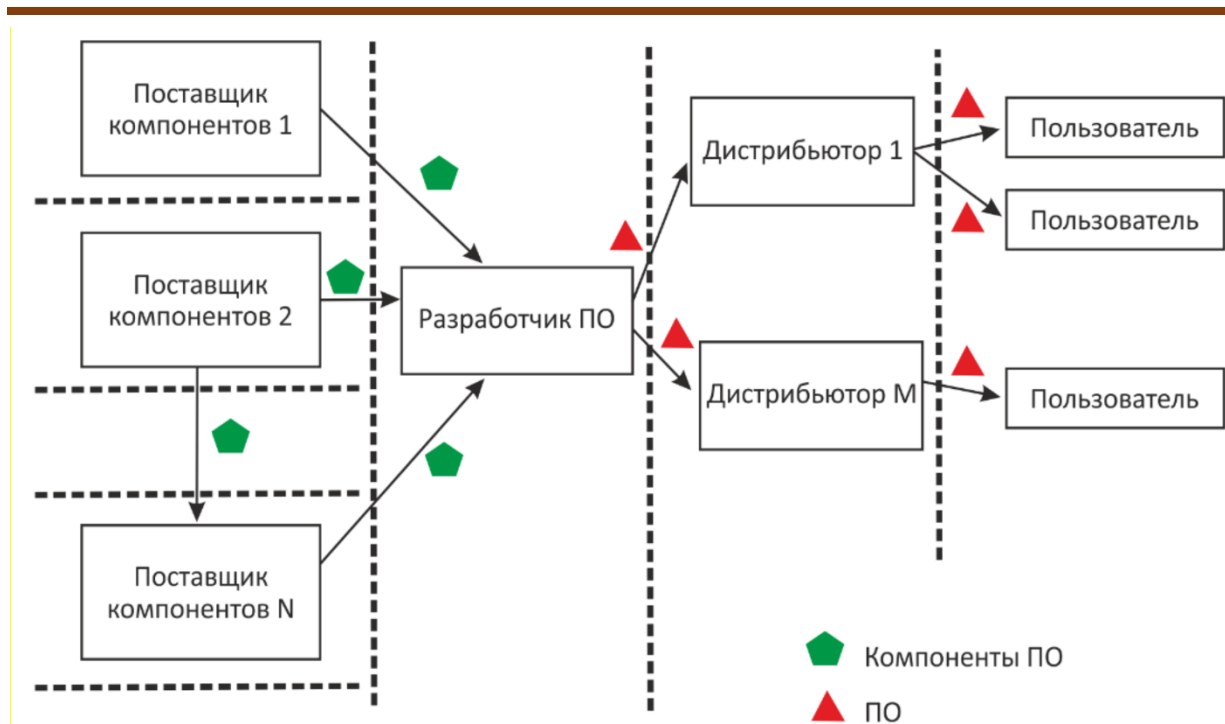 Поставщик
компонентов 1
Поставщик
компонентов 2
Поставщик
компонентов N
Разработчик ПО
Дистрибьютор 1
Дистрибьютор М
Пользователь
Пользователь
Пользователь
Компоненты ПО
ПО